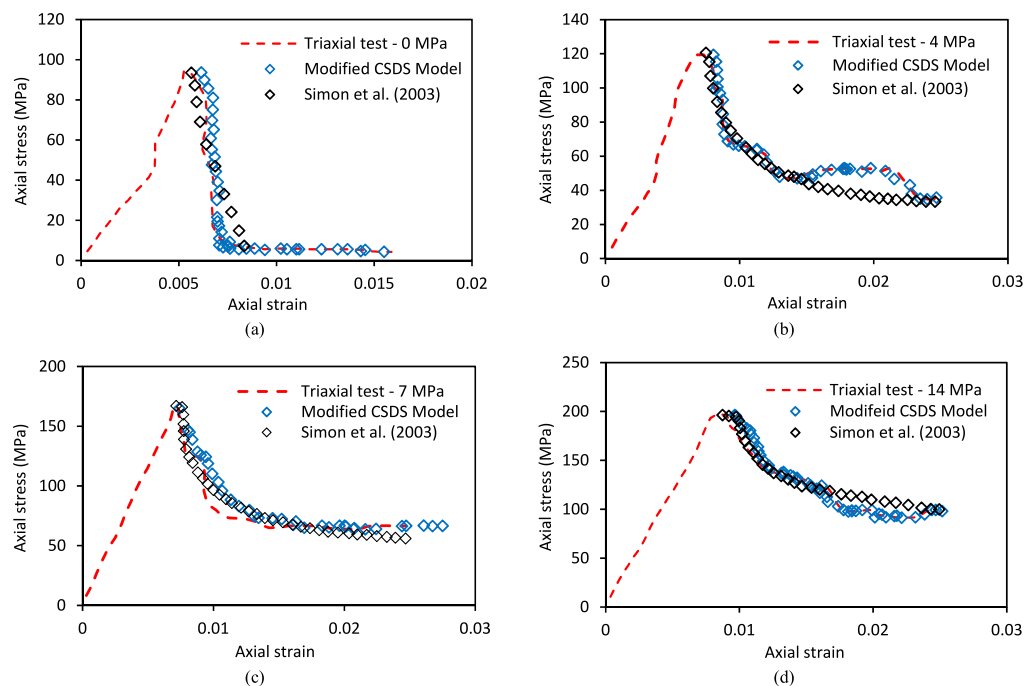 120
100
80
60
40
20
0
Axial stress (MPa)
Triaxial test - 0 MPa
Modified CSDS Model
Simon et al. (2003)
0
0.005
0.01
0.015
0.02
Axial strain
(a)
140
120
100
80
60
40
20
0
Axial stress (MPa)
Triaxial test - 4 MPa
Modified CSDS Model
Simon et al. (2003)
0
0.01
0.02
0.03
Axial strain
(b)
200
150
100
50
0
Axial stress (MPa)
Triaxial test - 7 MPa
Modified CSDS Model
Simon et al. (2003)
0
0.01
0.02
0.03
Axial strain
(c)
250
200
150
100
50
0
Axial stress (MPa)
Triaxial test - 14 MPa
Modifeid CSDS Model
Simon et al. (2003)
0
0.01
0.02
0.03
Axial strain
(d)